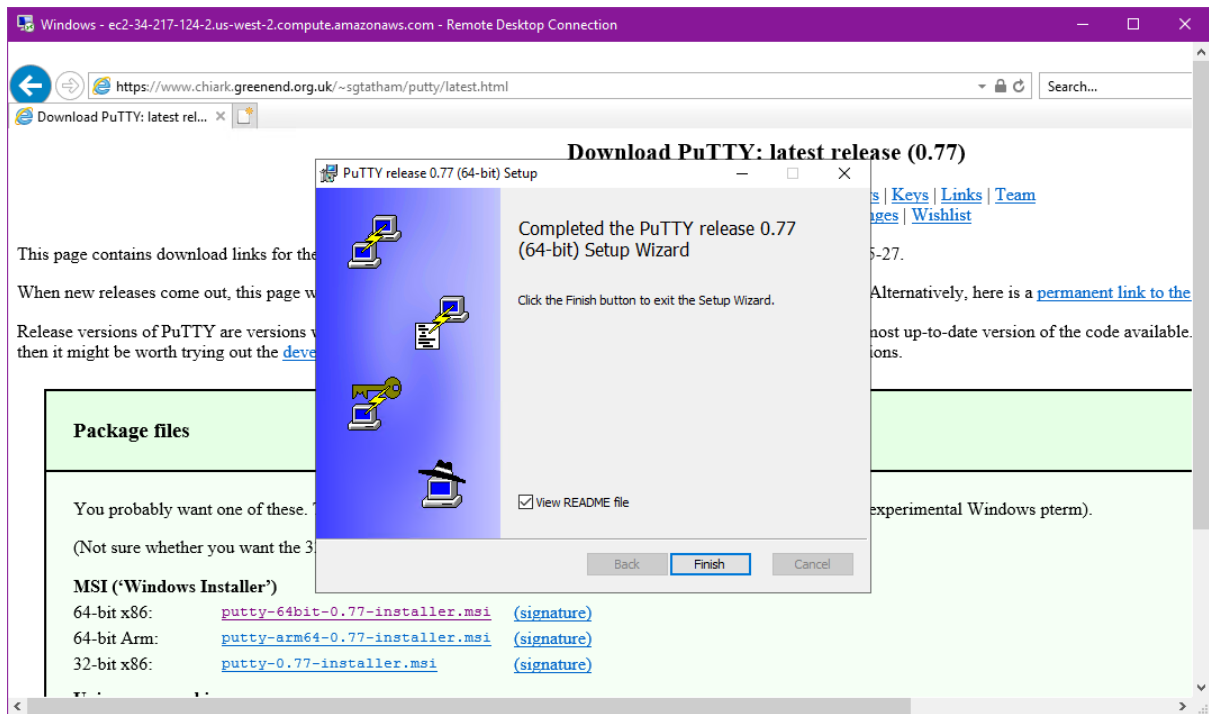 Windows - ec2-34-217-124-2.us-west-2.compute.amazonaws.com - Remote Desktop Connection
https://www.chiark.greenend.org.uk/~sgtatham/putty/latest.html
Search...
Download PuTTY: latest rel...
Download PuTTY: latest release (0.77)
PuTTY release 0.77 (64-bit) Setup
| Keys | Links | Team
| Wishlist
Completed the PuTTY release 0.77
(64-bit) Setup Wizard
This page contains download links for the
-27.
Click the Finish button to exit the Setup Wizard.
When new releases come out, this page
Alternatively, here is a permanent link to the
Release versions of PuTTY are versions
most up-to-date version of the code available.
then it might be worth trying out the deve
ions.
Package files
View README file
You probably want one of these.
experimental Windows pterm).
(Not sure whether you want the 3
Back
Finish
Cancel
MSI (‘Windows Installer’)
64-bit x86: putty-64bit-0.77-installer.msi (signature)
64-bit Arm: putty-arm64-0.77-installer.msi (signature)
32-bit x86: putty-0.77-installer.msi (signature)